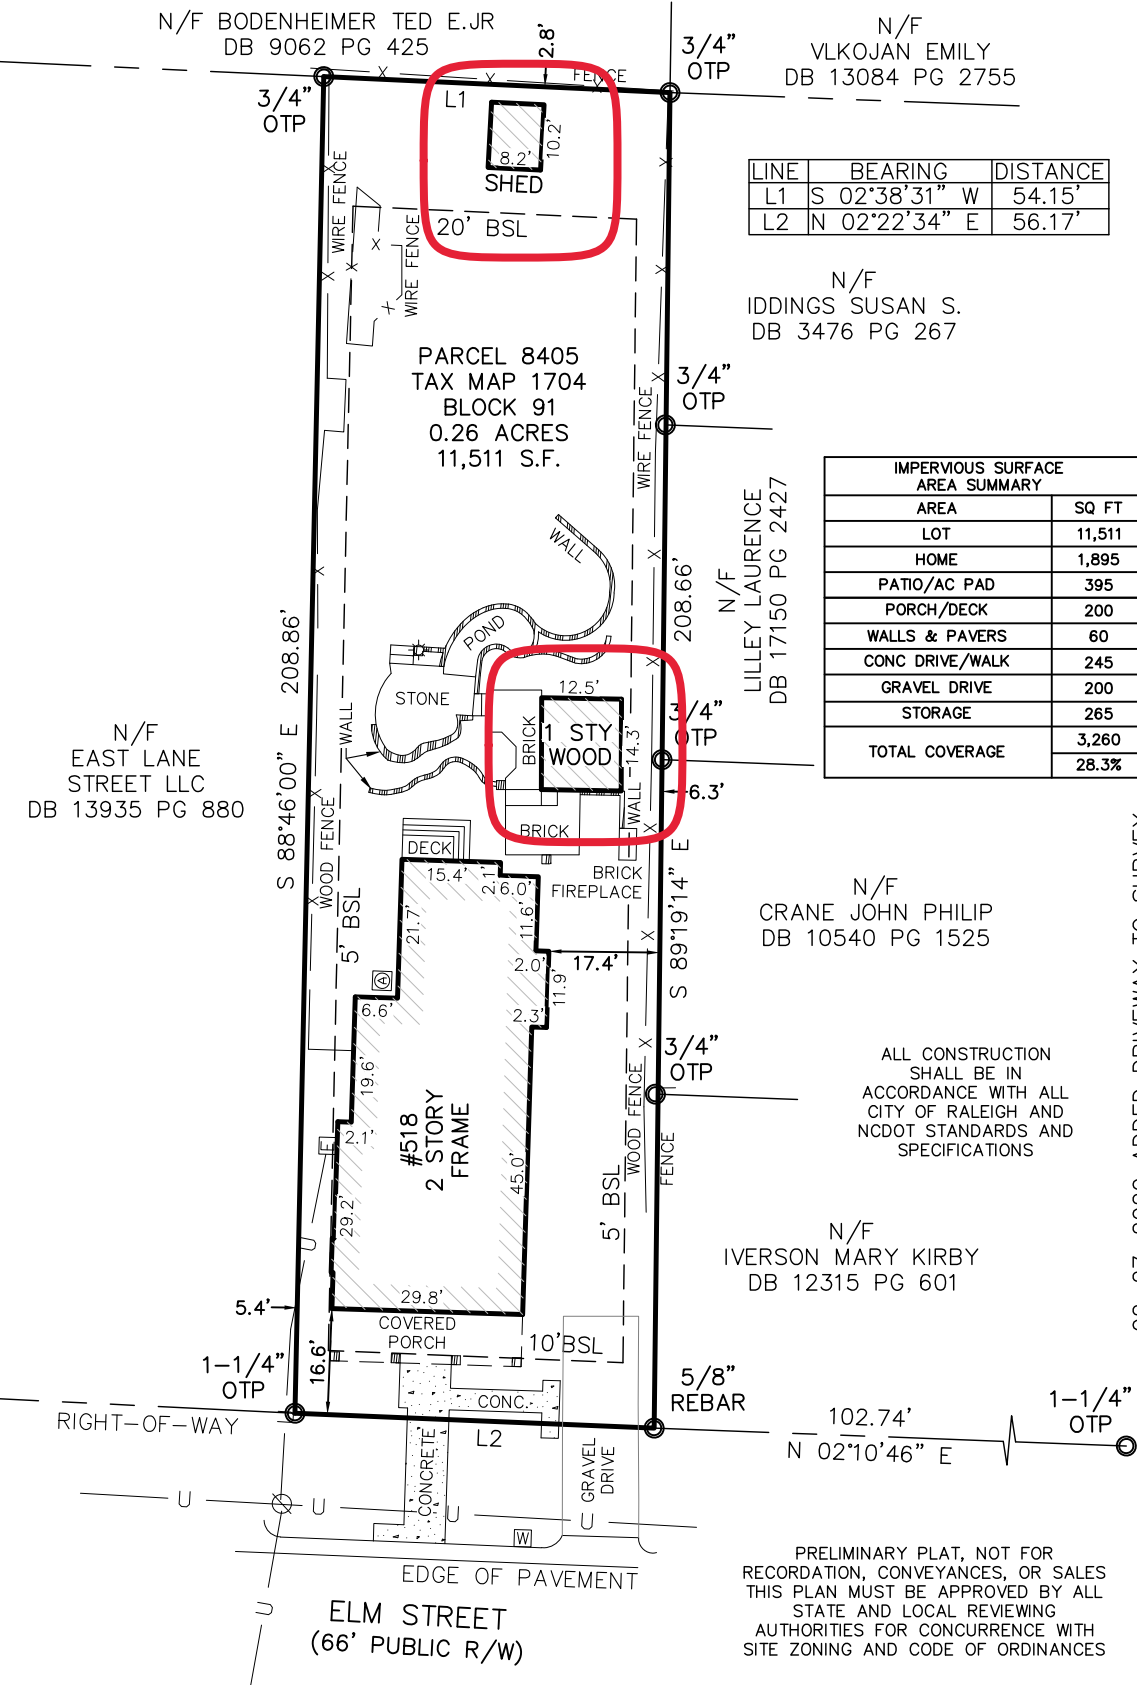 N/F BODENHEIMER TED E.JR
DB 9062 PG 425
N/F
VLKOJAN EMILY
DB 13084 PG 2755
2.8'
FENCE
3/4"
OTP
3/4"
OTP
L1
10.2'
8.2'
SHED
20' BSL
WIRE FENCE
WIRE FENCE
LINE BEARING DISTANCE
L1 S 02°38'31" W 54.15'
L2 N 02°22'34" E 56.17'
N/F
IDDINGS SUSAN S.
DB 3476 PG 267
PARCEL 8405
TAX MAP 1704
BLOCK 91
0.26 ACRES
11,511 S.F.
3/4"
OTP
WIRE FENCE
IMPERVIOUS SURFACE
AREA SUMMARY
AREA SQ FT
LOT 11,511
HOME 1,895
PATIO/AC PAD 395
PORCH/DECK 200
WALLS & PAVERS 60
CONC DRIVE/WALK 245
GRAVEL DRIVE 200
STORAGE 265
TOTAL COVERAGE 3,260
28.3%
N/F
LILLEY LAURENCE
DB 17150 PG 2427
WALL
POND
STONE
208.66'
S 89°19'14" E
S 88°46'00" E 208.86'
N/F
EAST LANE
STREET LLC
DB 13935 PG 880
WALL
12.5'
1 STY
WOOD
14.3'
BRICK
3/4"
OTP
6.3'
WALL
BRICK
BRICK
FIREPLACE
WOOD FENCE
5' BSL
DECK
15.4'
2.1'
6.0'
11.6'
21.7'
2.0'
17.4'
11.9'
2.3'
A
6.6'
19.6'
2.1'
E
29.2'
#518
2 STORY
FRAME
45.0'
29.8'
N/F
CRANE JOHN PHILIP
DB 10540 PG 1525
3/4"
OTP
WOOD FENCE
FENCE
5' BSL
ALL CONSTRUCTION
SHALL BE IN
ACCORDANCE WITH ALL
CITY OF RALEIGH AND
NCDOT STANDARDS AND
SPECIFICATIONS
N/F
IVERSON MARY KIRBY
DB 12315 PG 601
U
5.4'
16.6'
COVERED
PORCH
10'BSL
1-1/4"
OTP
5/8"
REBAR
CONC.
L2
RIGHT-OF-WAY
102.74'
N 02°10'46" E
1-1/4"
OTP
CONCRETE
GRAVEL
DRIVE
U U U U
W
U
EDGE OF PAVEMENT
ELM STREET
(66' PUBLIC R/W)
PRELIMINARY PLAT, NOT FOR
RECORDATION, CONVEYANCES, OR SALES
THIS PLAN MUST BE APPROVED BY ALL
STATE AND LOCAL REVIEWING
AUTHORITIES FOR CONCURRENCE WITH
SITE ZONING AND CODE OF ORDINANCES